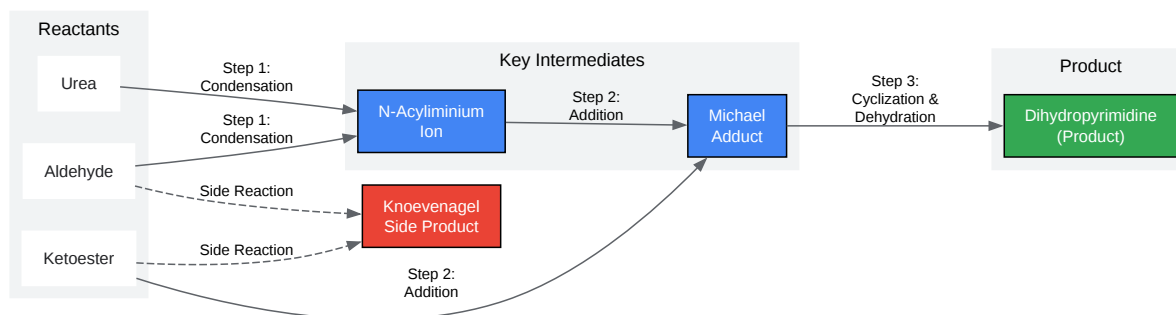 Reactants
Urea
Aldehyde
Ketoester
Step 1:
Condensation
Step 1:
Condensation
Side Reaction
Side Reaction
Key Intermediates
N-Acyliminium
Ion
Step 2:
Addition
Michael
Adduct
Knoevenagel
Side Product
Step 2:
Addition
Step 3:
Cyclization &
Dehydration
Product
Dihydropyrimidine
(Product)